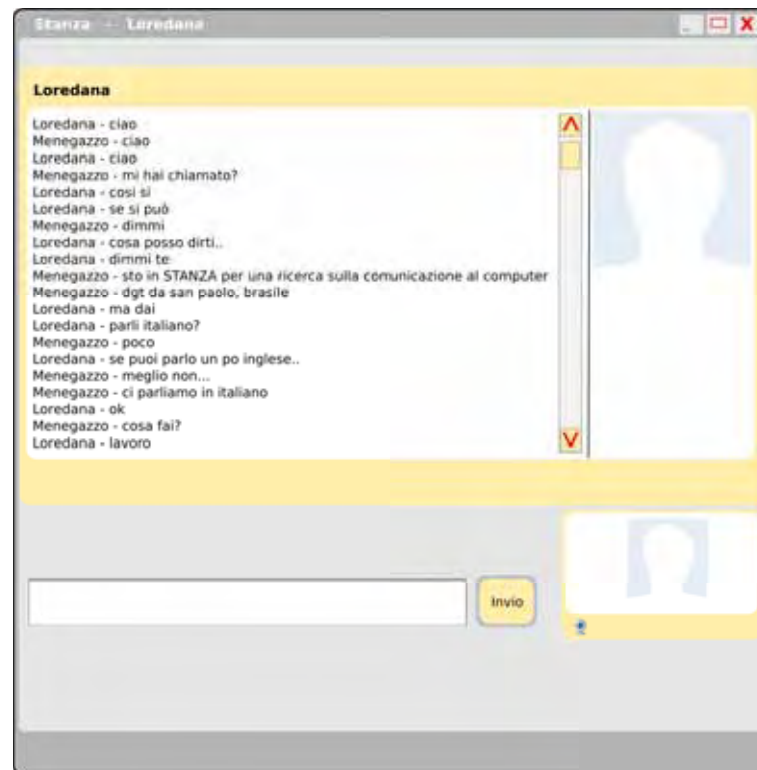 Stanza - Loredana
Loredana
Loredana - ciao
Menegazzo - ciao
Loredana - ciao
Menegazzo - mi hai chiamato?
Loredana - cosi si
Loredana - se si può
Menegazzo - dimmi
Loredana - cosa posso dirti..
Loredana - dimmi te
Menegazzo - sto in STANZA per una ricerca sulla comunicazione al computer
Menegazzo - dgt da san paolo, brasile
Loredana - ma dai
Loredana - parli italiano?
Menegazzo - poco
Loredana - se puoi parlo un po inglese..
Menegazzo - meglio non...
Menegazzo - ci parliamo in italiano
Loredana - ok
Menegazzo - cosa fai?
Loredana - lavoro
Invio